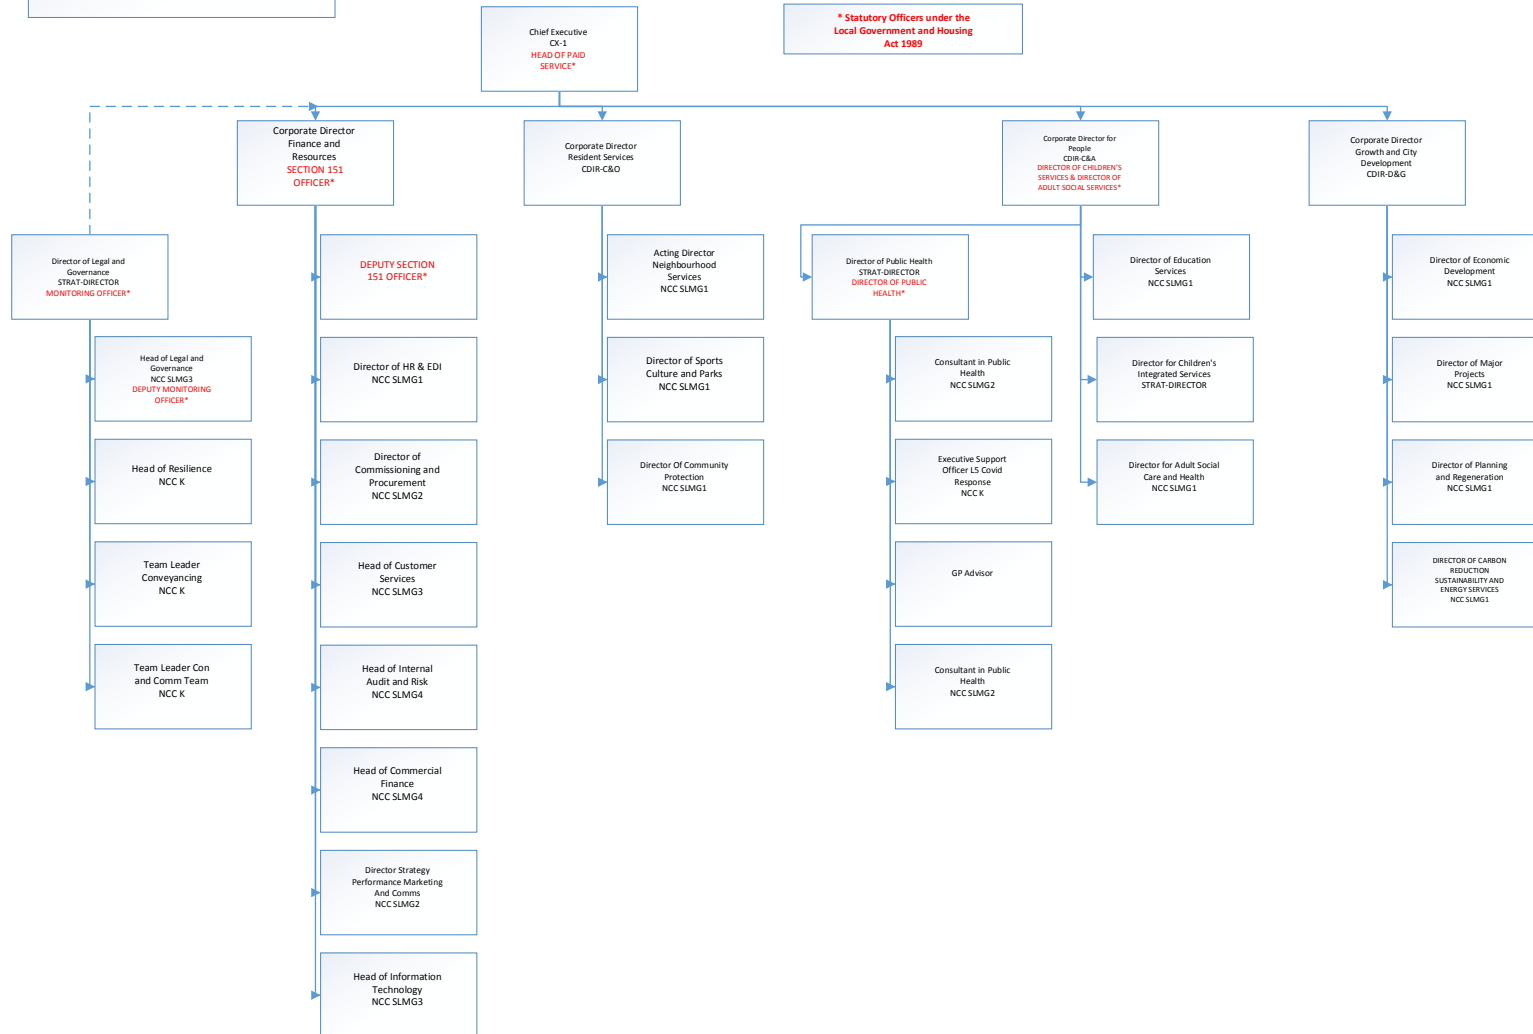 Chief Executive
CX-1
HEAD OF PAID
SERVICE*
* Statutory Officers under the
Local Government and Housing
Act 1989
Corporate Director
Finance and
Resources
SECTION 151
OFFICER*
Corporate Director
Resident Services
CDIR-C&O
Corporate Director for
People
CDIR-C&A
DIRECTOR OF CHILDREN'S
SERVICES & DIRECTOR OF
ADULT SOCIAL SERVICES*
Corporate Director
Growth and City
Development
CDIR-D&G
Director of Legal and
Governance
STRAT-DIRECTOR
MONITORING OFFICER*
Head of Legal and
Governance
NCC SLMG3
DEPUTY MONITORING
OFFICER*
Head of Resilience
NCC K
Team Leader
Conveyancing
NCC K
Team Leader Con
and Comm Team
NCC K
DEPUTY SECTION
151 OFFICER*
Director of HR & EDI
NCC SLMG1
Director of
Commissioning and
Procurement
NCC SLMG2
Head of Customer
Services
NCC SLMG3
Head of Internal
Audit and Risk
NCC SLMG4
Head of Commercial
Finance
NCC SLMG4
Director Strategy
Performance Marketing
And Comms
NCC SLMG2
Head of Information
Technology
NCC SLMG3
Acting Director
Neighbourhood
Services
NCC SLMG1
Director of Sports
Culture and Parks
NCC SLMG1
Director Of Community
Protection
NCC SLMG1
Director of Public Health
STRAT-DIRECTOR
DIRECTOR OF PUBLIC
HEALTH*
Consultant in Public
Health
NCC SLMG2
Executive Support
Officer L5 Covid
Response
NCC K
GP Advisor
Consultant in Public
Health
NCC SLMG2
Director of Education
Services
NCC SLMG1
Director for Children's
Integrated Services
STRAT-DIRECTOR
Director for Adult Social
Care and Health
NCC SLMG1
Director of Economic
Development
NCC SLMG1
Director of Major
Projects
NCC SLMG1
Director of Planning
and Regeneration
NCC SLMG1
DIRECTOR OF CARBON
REDUCTION
SUSTAINABILITY AND
ENERGY SERVICES
NCC SLMG1